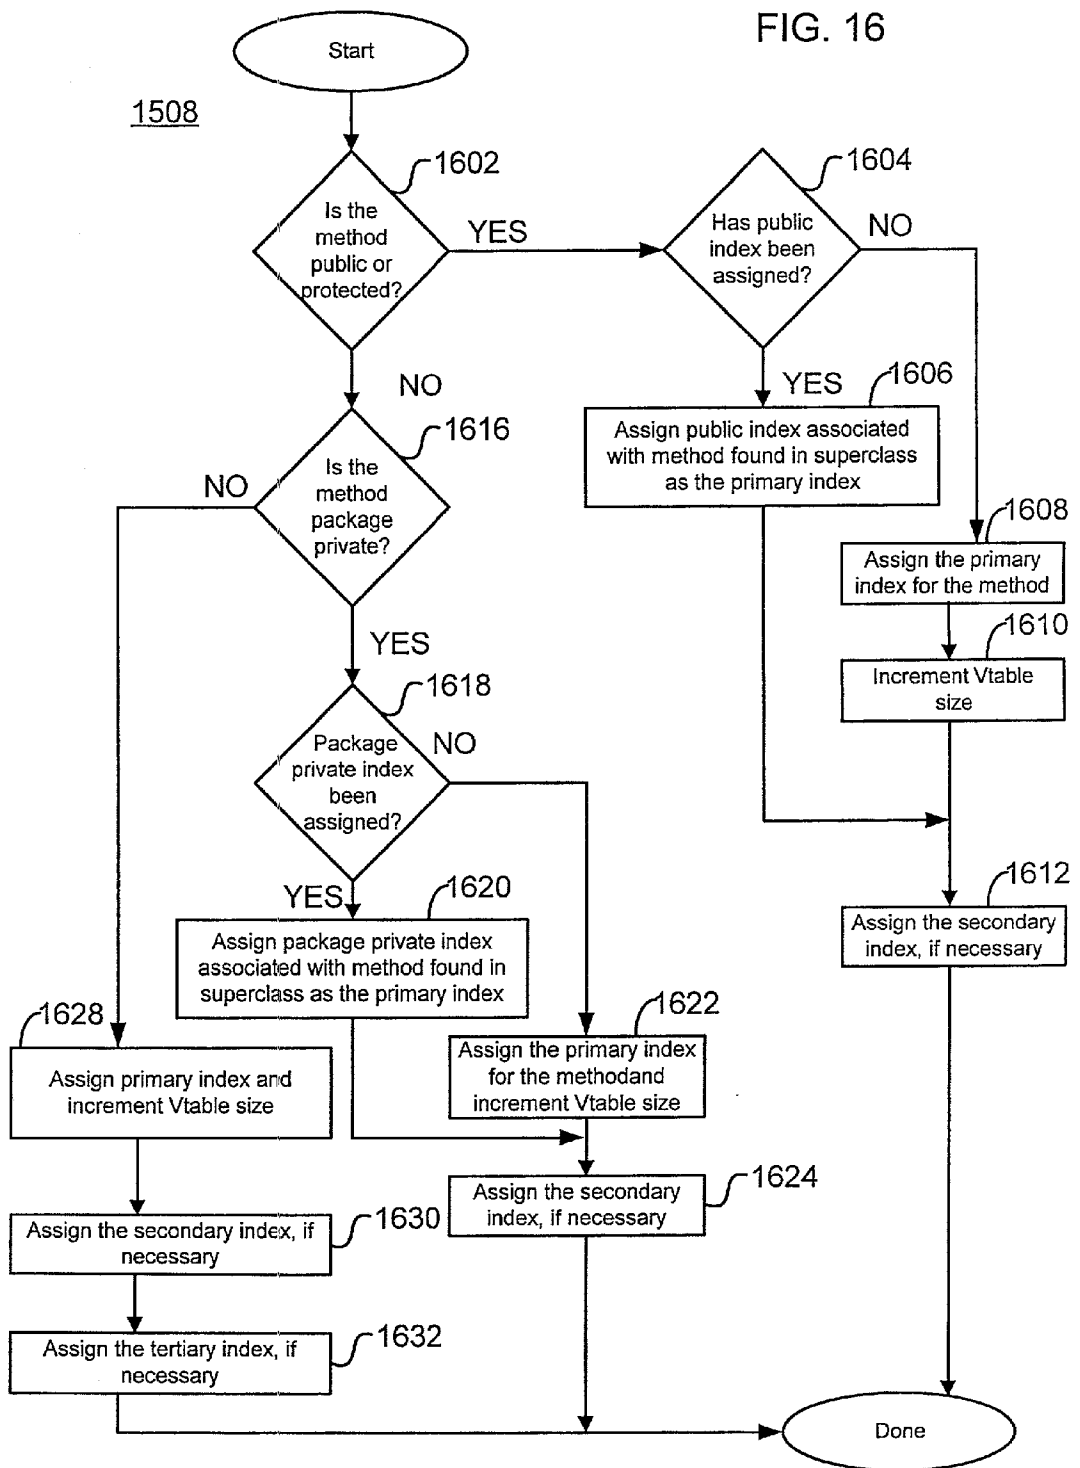 FIG. 16
Start
1508
1602
Is the
method
public or
protected?
YES
1604
Has public
index been
assigned?
NO
NO
YES
1606
Assign public index associated
with method found in superclass
as the primary index
1616
Is the
method
package
private?
NO
1608
Assign the primary
index for the method
YES
1610
Increment Vtable
size
1618
Package
private index
been
assigned?
NO
YES
1620
Assign package private index
associated with method found in
superclass as the primary index
1612
Assign the secondary
index, if necessary
1628
Assign primary index and
increment Vtable size
1622
Assign the primary index
for the methodand
increment Vtable size
1624
Assign the secondary
index, if necessary
1630
Assign the secondary index, if
necessary
1632
Assign the tertiary index, if
necessary
Done